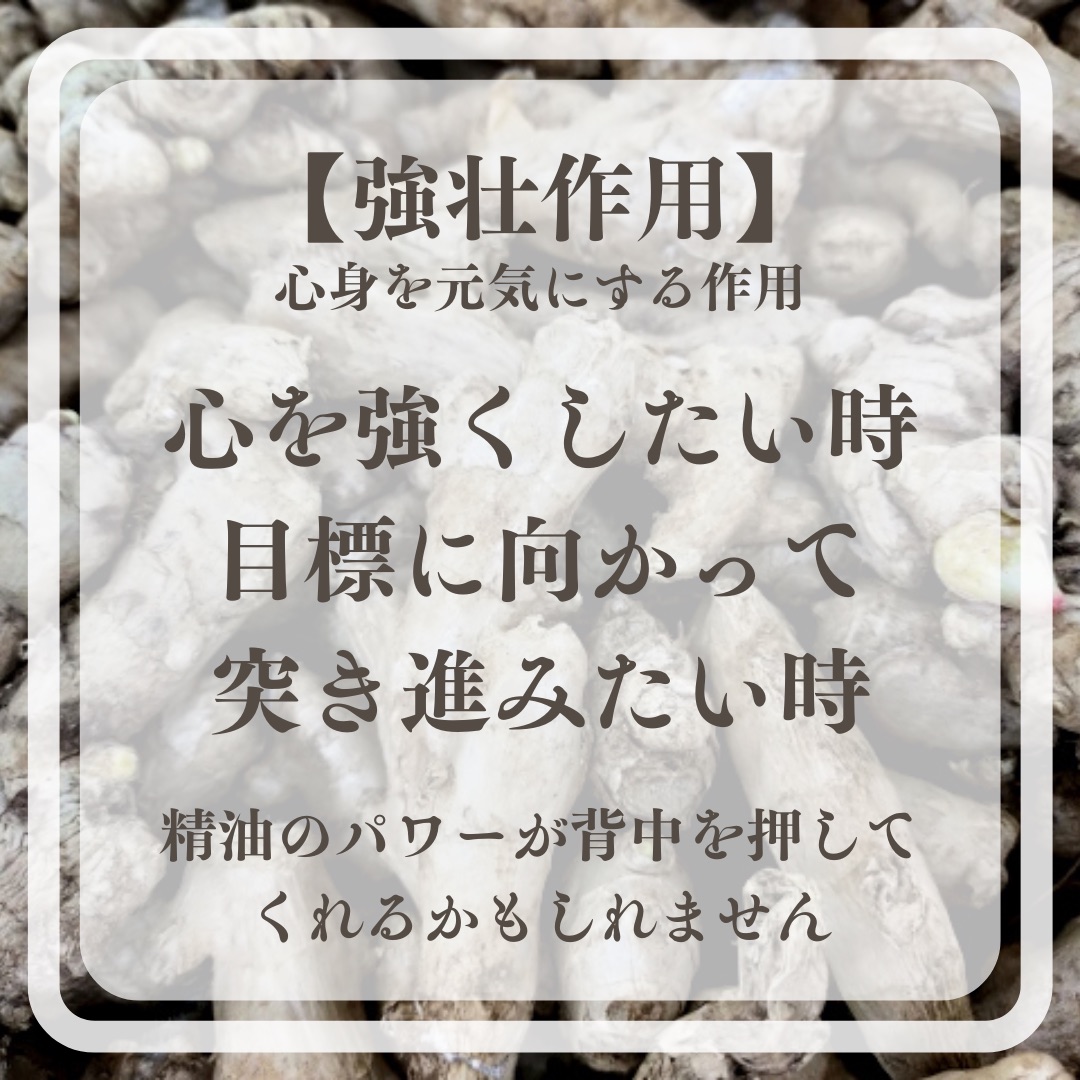 【強壮作用】
心身を元気にする作用
心を強くしたい時
目標に向かって
突き進みたい時
精油のパワーが背中を押して
くれるかもしれません